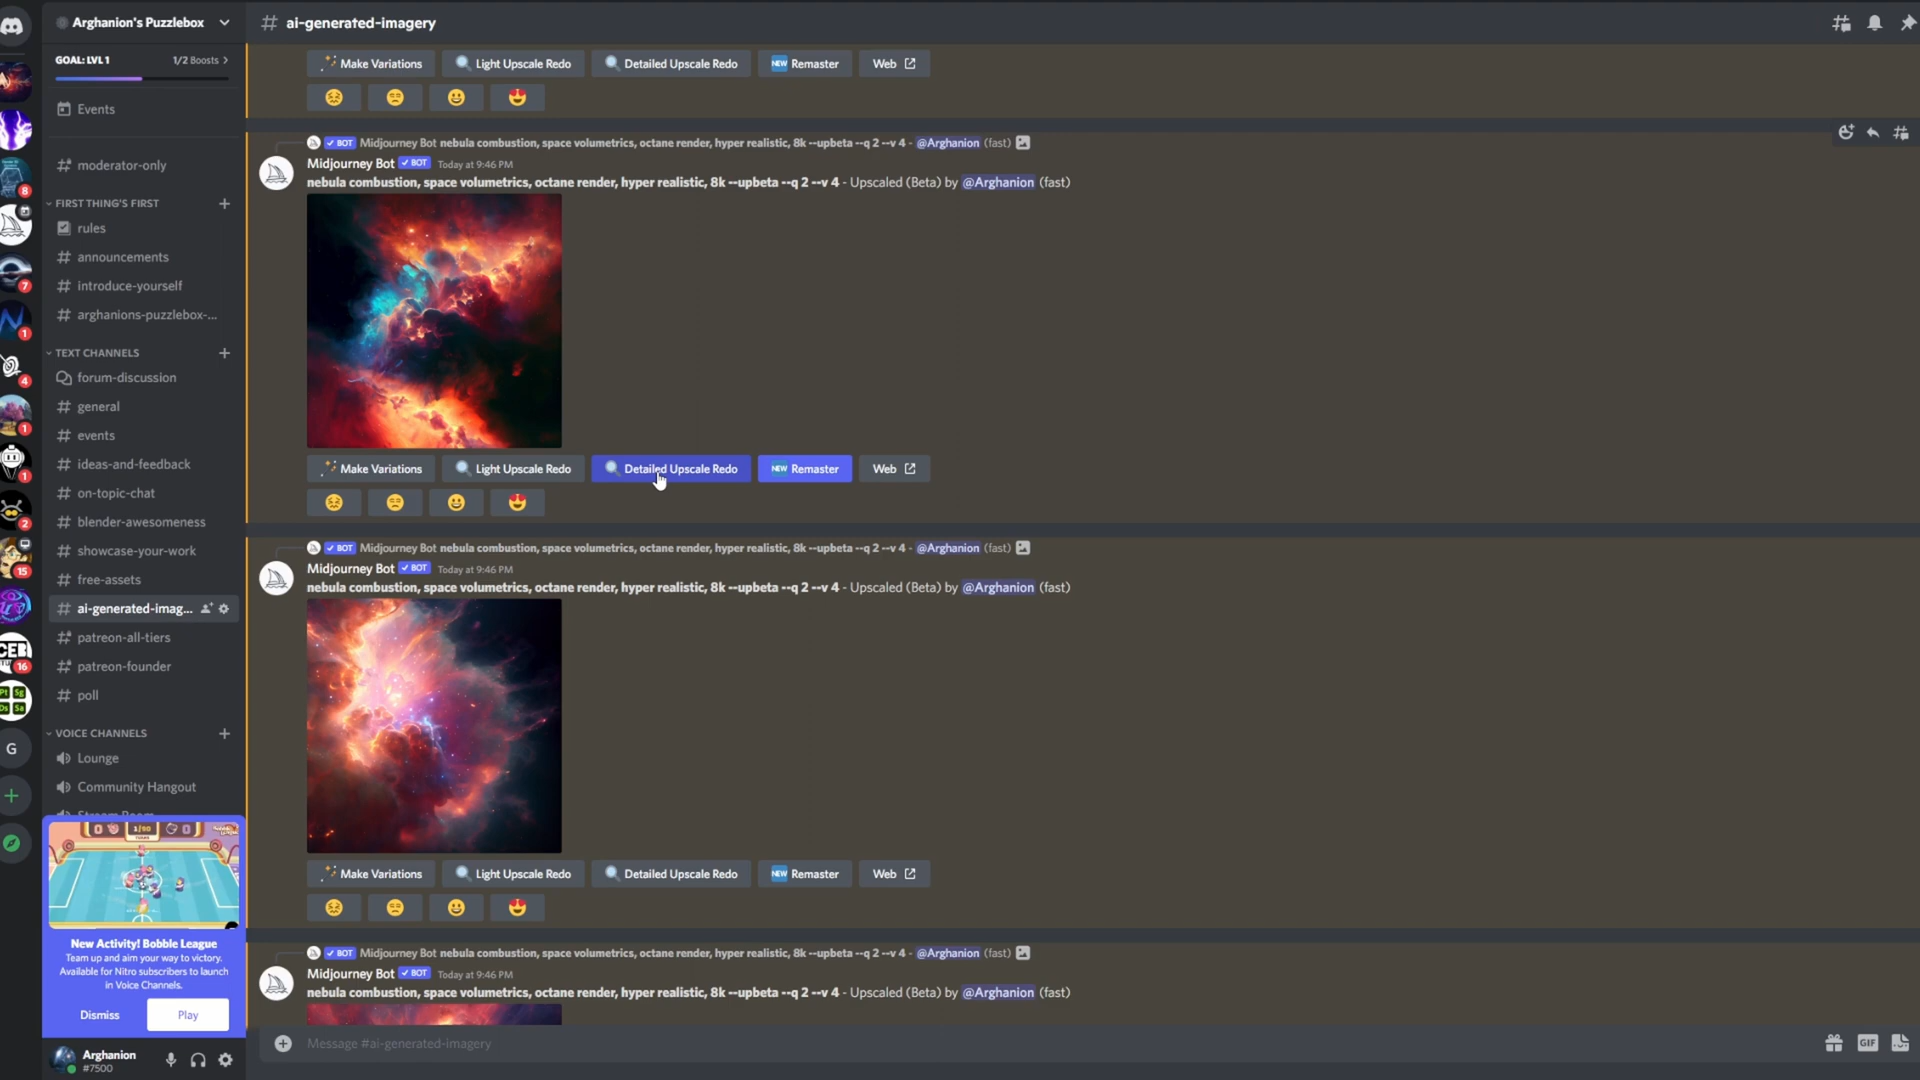 Arghanion's Puzzlebox
GOAL: LVL 1
1/2 Boosts
Events
moderator-only
FIRST THING'S FIRST
rules
announcements
introduce-yourself
arghanions-puzzlebox-...
TEXT CHANNELS
forum-discussion
general
events
ideas-and-feedback
on-topic-chat
blender-awesomeness
showcase-your-work
free-assets
ai-generated-imag...
patreon-all-tiers
patreon-founder
poll
VOICE CHANNELS
Lounge
Community Hangout
New Activity! Bobble League
Team up and aim your way to victory.
Available for Nitro subscribers to launch
in Voice Channels.
Dismiss
Play
Arghanion
#7500
8
7
1
4
1
1
2
15
16
G
# ai-generated-imagery
Make Variations
Light Upscale Redo
Detailed Upscale Redo
NEW Remaster
Web
BOT Midjourney Bot nebula combustion, space volumetrics, octane render, hyper realistic, 8k --upbeta --q 2 --v 4 - @Arghanion (fast)
Midjourney Bot BOT Today at 9:46 PM
nebula combustion, space volumetrics, octane render, hyper realistic, 8k --upbeta --q 2 --v 4 - Upscaled (Beta) by @Arghanion (fast)
Make Variations
Light Upscale Redo
Detailed Upscale Redo
NEW Remaster
Web
BOT Midjourney Bot nebula combustion, space volumetrics, octane render, hyper realistic, 8k --upbeta --q 2 --v 4 - @Arghanion (fast)
Midjourney Bot BOT Today at 9:46 PM
nebula combustion, space volumetrics, octane render, hyper realistic, 8k --upbeta --q 2 --v 4 - Upscaled (Beta) by @Arghanion (fast)
Make Variations
Light Upscale Redo
Detailed Upscale Redo
NEW Remaster
Web
BOT Midjourney Bot nebula combustion, space volumetrics, octane render, hyper realistic, 8k --upbeta --q 2 --v 4 - @Arghanion (fast)
Midjourney Bot BOT Today at 9:46 PM
nebula combustion, space volumetrics, octane render, hyper realistic, 8k --upbeta --q 2 --v 4 - Upscaled (Beta) by @Arghanion (fast)
Message #ai-generated-imagery
GIF